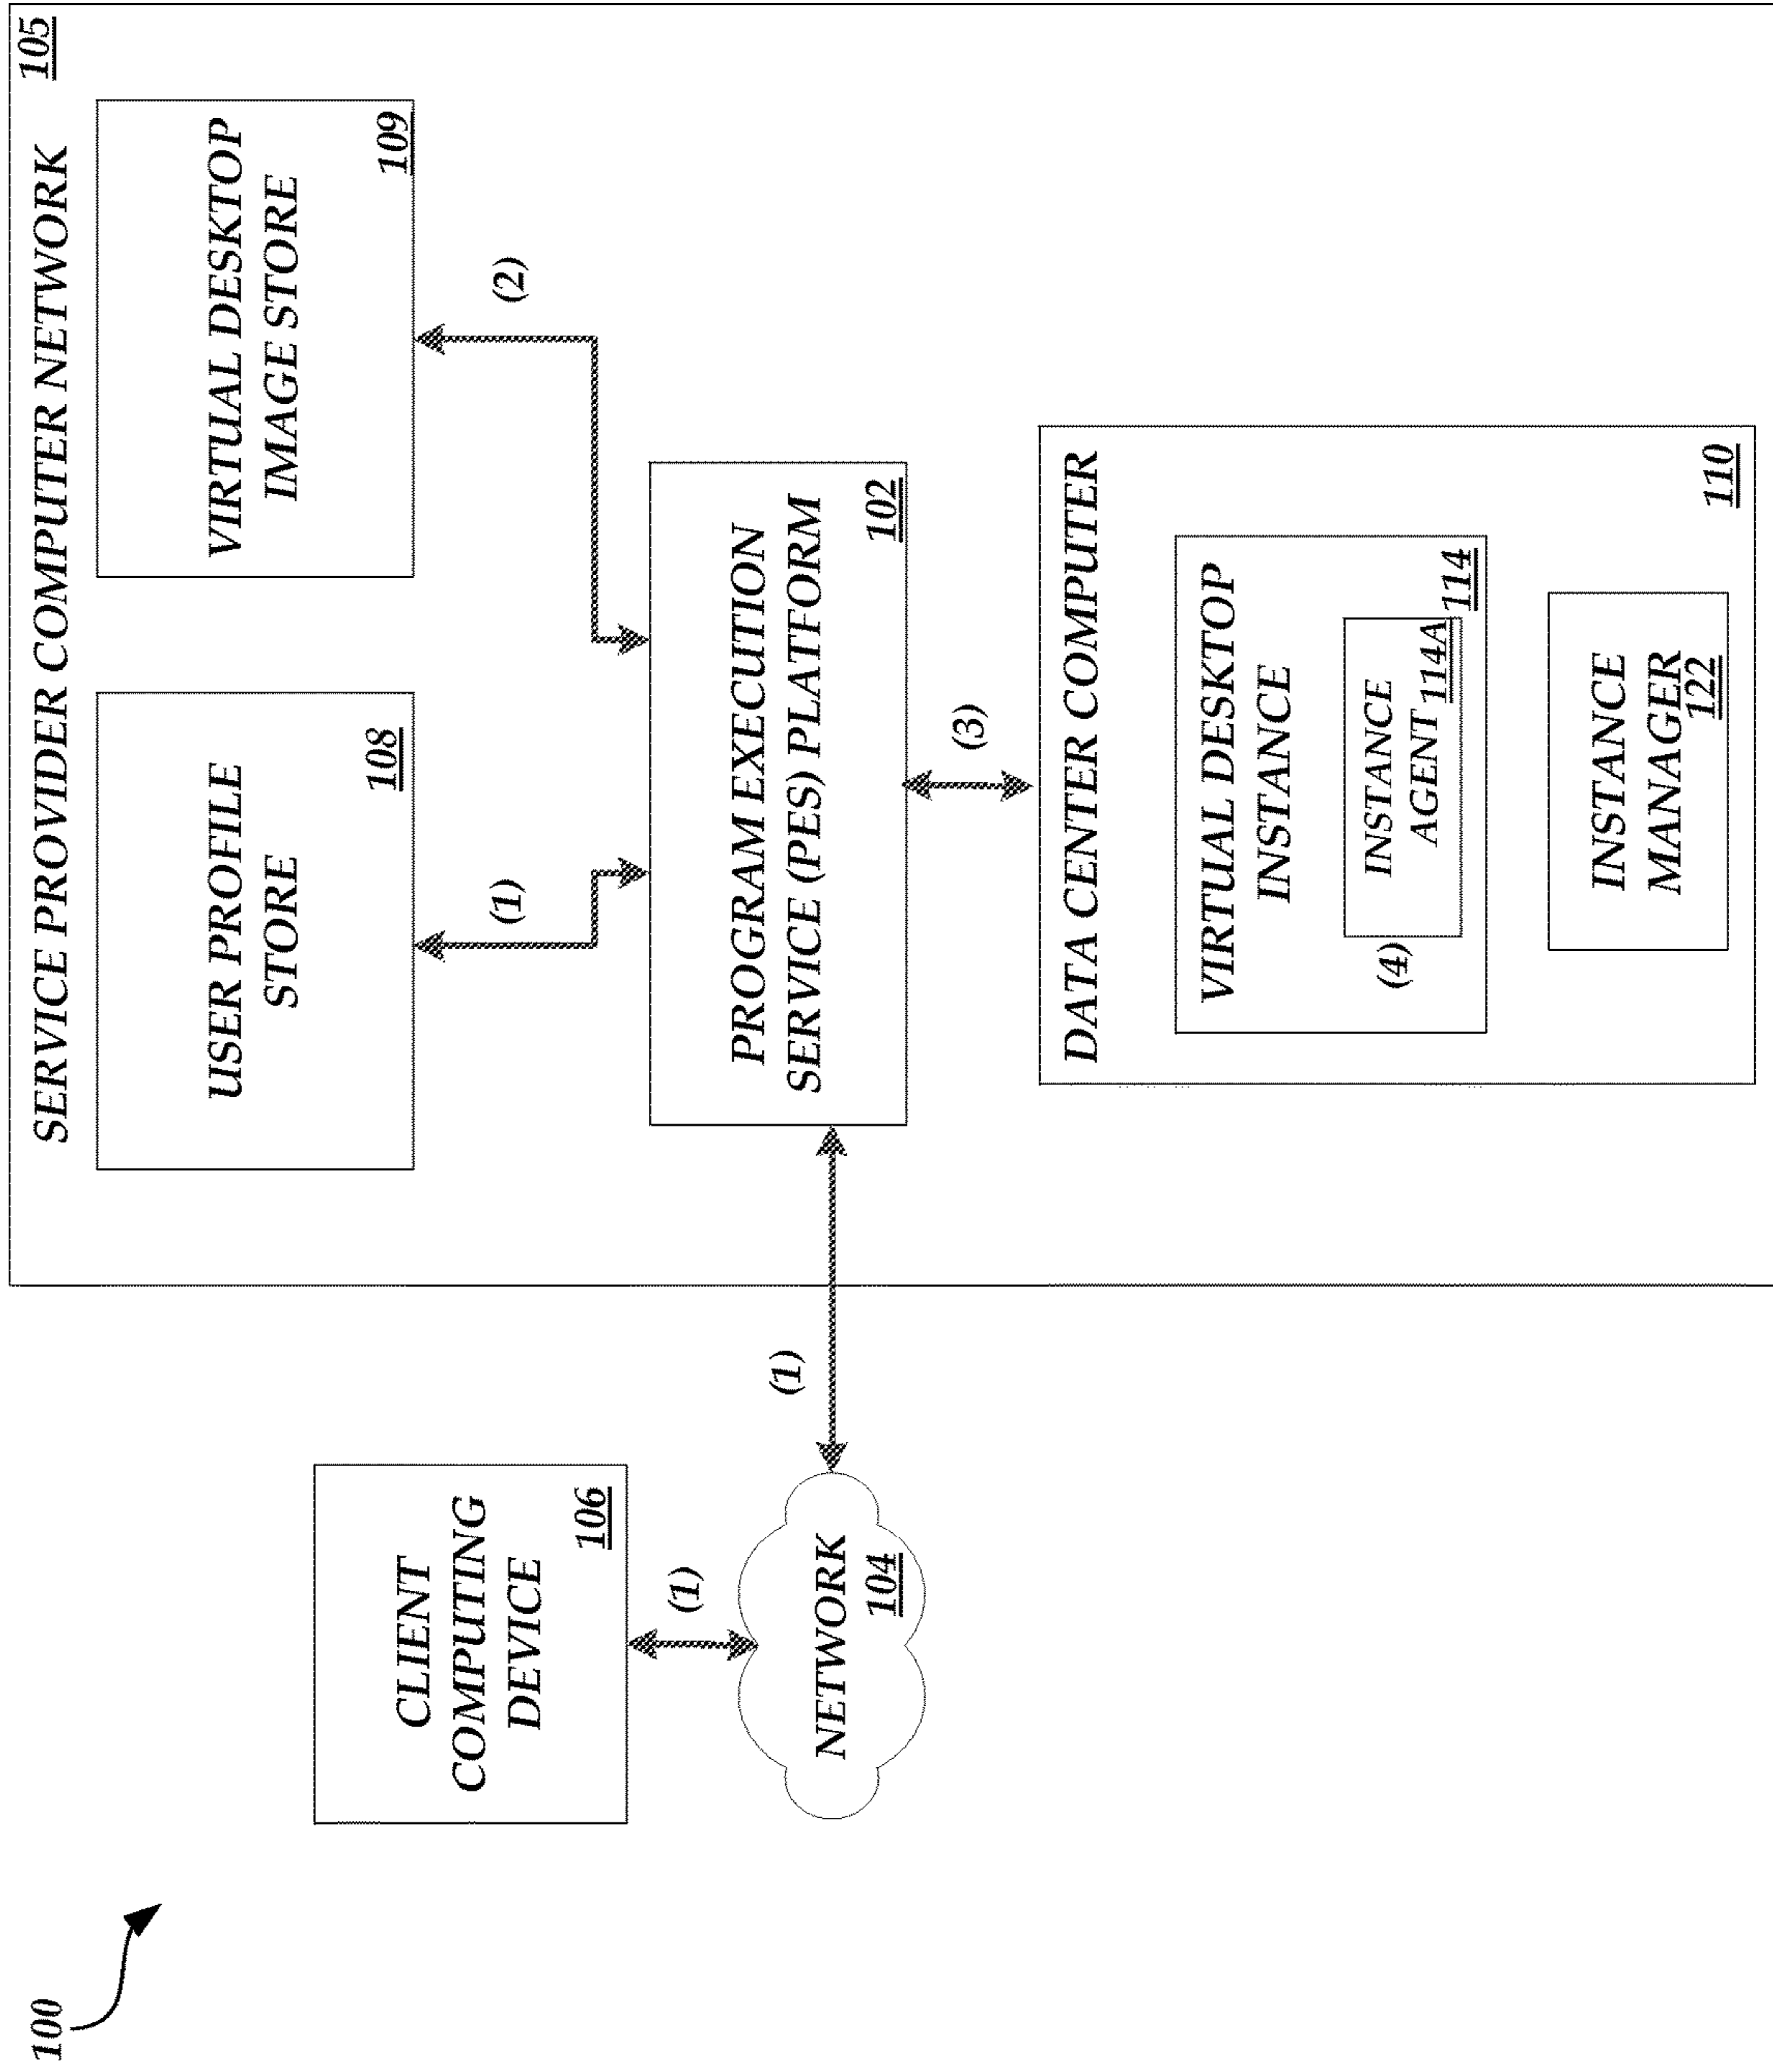 100
SERVICE PROVIDER COMPUTER NETWORK
105
USER PROFILE
STORE
108
VIRTUAL DESKTOP
IMAGE STORE
109
(1)
(2)
CLIENT
COMPUTING
DEVICE
106
(1)
NETWORK
104
(1)
PROGRAM EXECUTION
SERVICE (PES) PLATFORM
102
(3)
DATA CENTER COMPUTER
VIRTUAL DESKTOP
INSTANCE
(4)
INSTANCE
AGENT
114A
114
INSTANCE
MANAGER
122
110